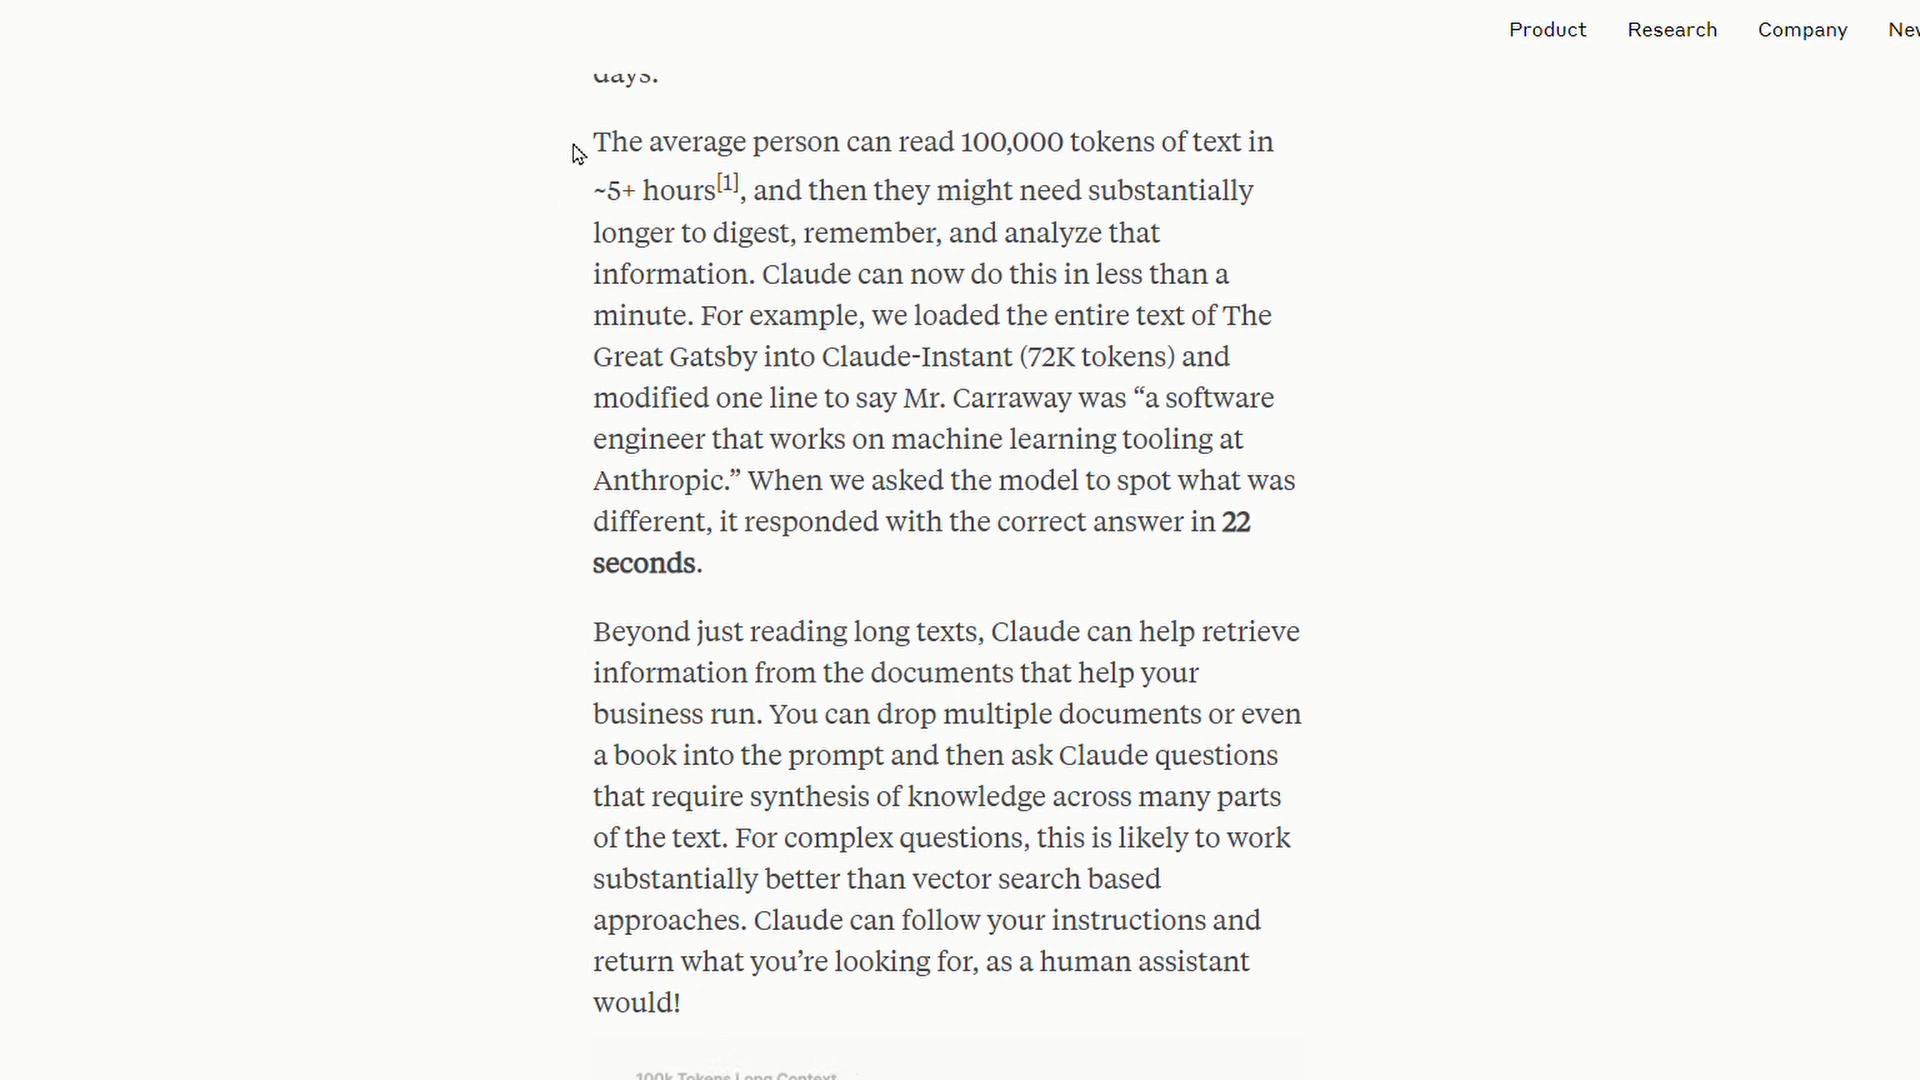 Product Research Company
days.
The average person can read 100,000 tokens of text in
~5+ hours[1], and then they might need substantially
longer to digest, remember, and analyze that
information. Claude can now do this in less than a
minute. For example, we loaded the entire text of The
Great Gatsby into Claude-Instant (72K tokens) and
modified one line to say Mr. Carraway was “a software
engineer that works on machine learning tooling at
Anthropic.” When we asked the model to spot what was
different, it responded with the correct answer in 22
seconds.
Beyond just reading long texts, Claude can help retrieve
information from the documents that help your
business run. You can drop multiple documents or even
a book into the prompt and then ask Claude questions
that require synthesis of knowledge across many parts
of the text. For complex questions, this is likely to work
substantially better than vector search based
approaches. Claude can follow your instructions and
return what you’re looking for, as a human assistant
would!
100k Tokens Long Context